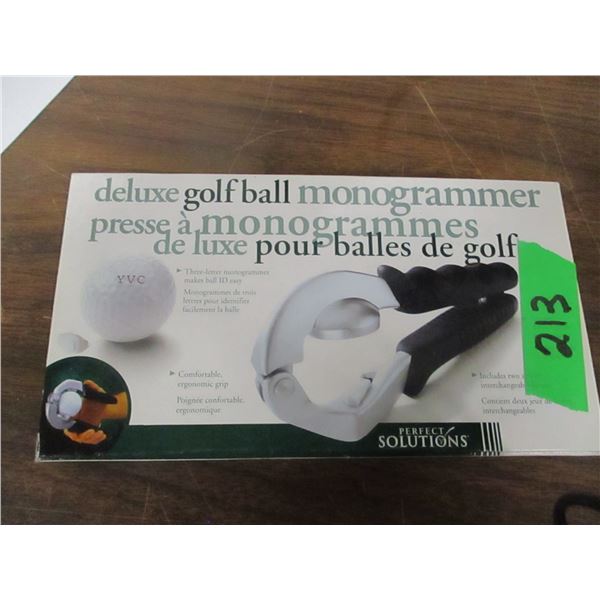 deluxe golf ball monogrammer
presse à monogrammes
de luxe pour balles de golf
YVC
Three-letter monogrammes
makes ball ID easy
Monogrammes de trois
lettres pour identifier
facilement la balle
Comfortable,
ergonomic grip
Poignée confortable,
ergonomique
Includes two
interchangeable
Contient deux jeux de
interchangeables
PERFECT
SOLUTIONS
213